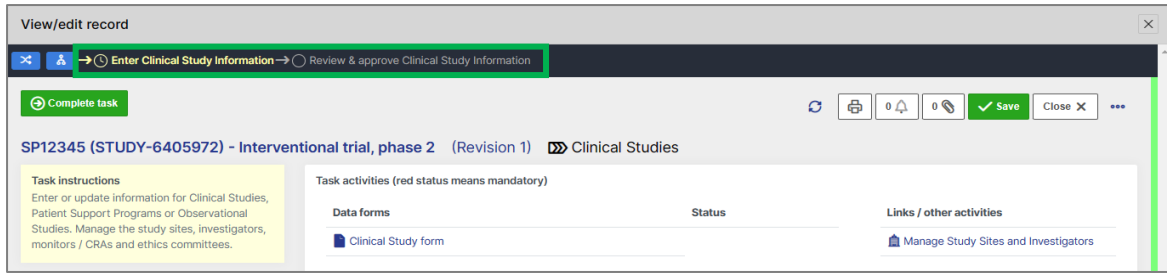 View/edit record
Enter Clinical Study Information Review & approve Clinical Study Information
Complete task 0 0 Save Close X
SP12345 (STUDY-6405972) - Interventional trial, phase 2 (Revision 1) Clinical Studies
Task instructions
Enter or update information for Clinical Studies,
Patient Support Programs or Observational
Studies. Manage the study sites, investigators,
monitors / CRAs and ethics committees.
Task activities (red status means mandatory)
Data forms Status Links / other activities
Clinical Study form Manage Study Sites and Investigators